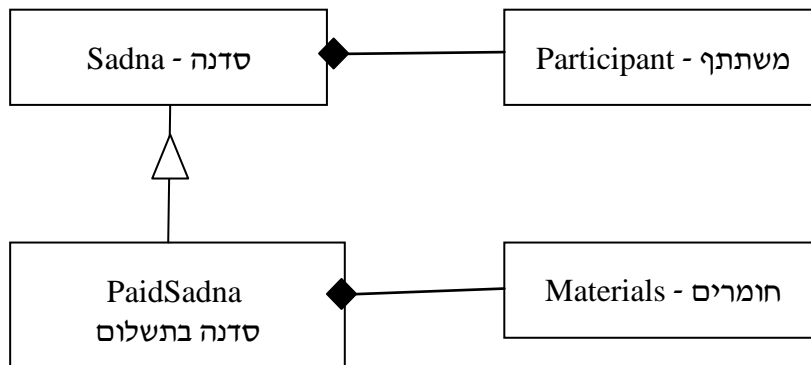 Sadna - סדנה
Participant - משתתף
PaidSadna
סדנה בתשלום
Materials - חומרים